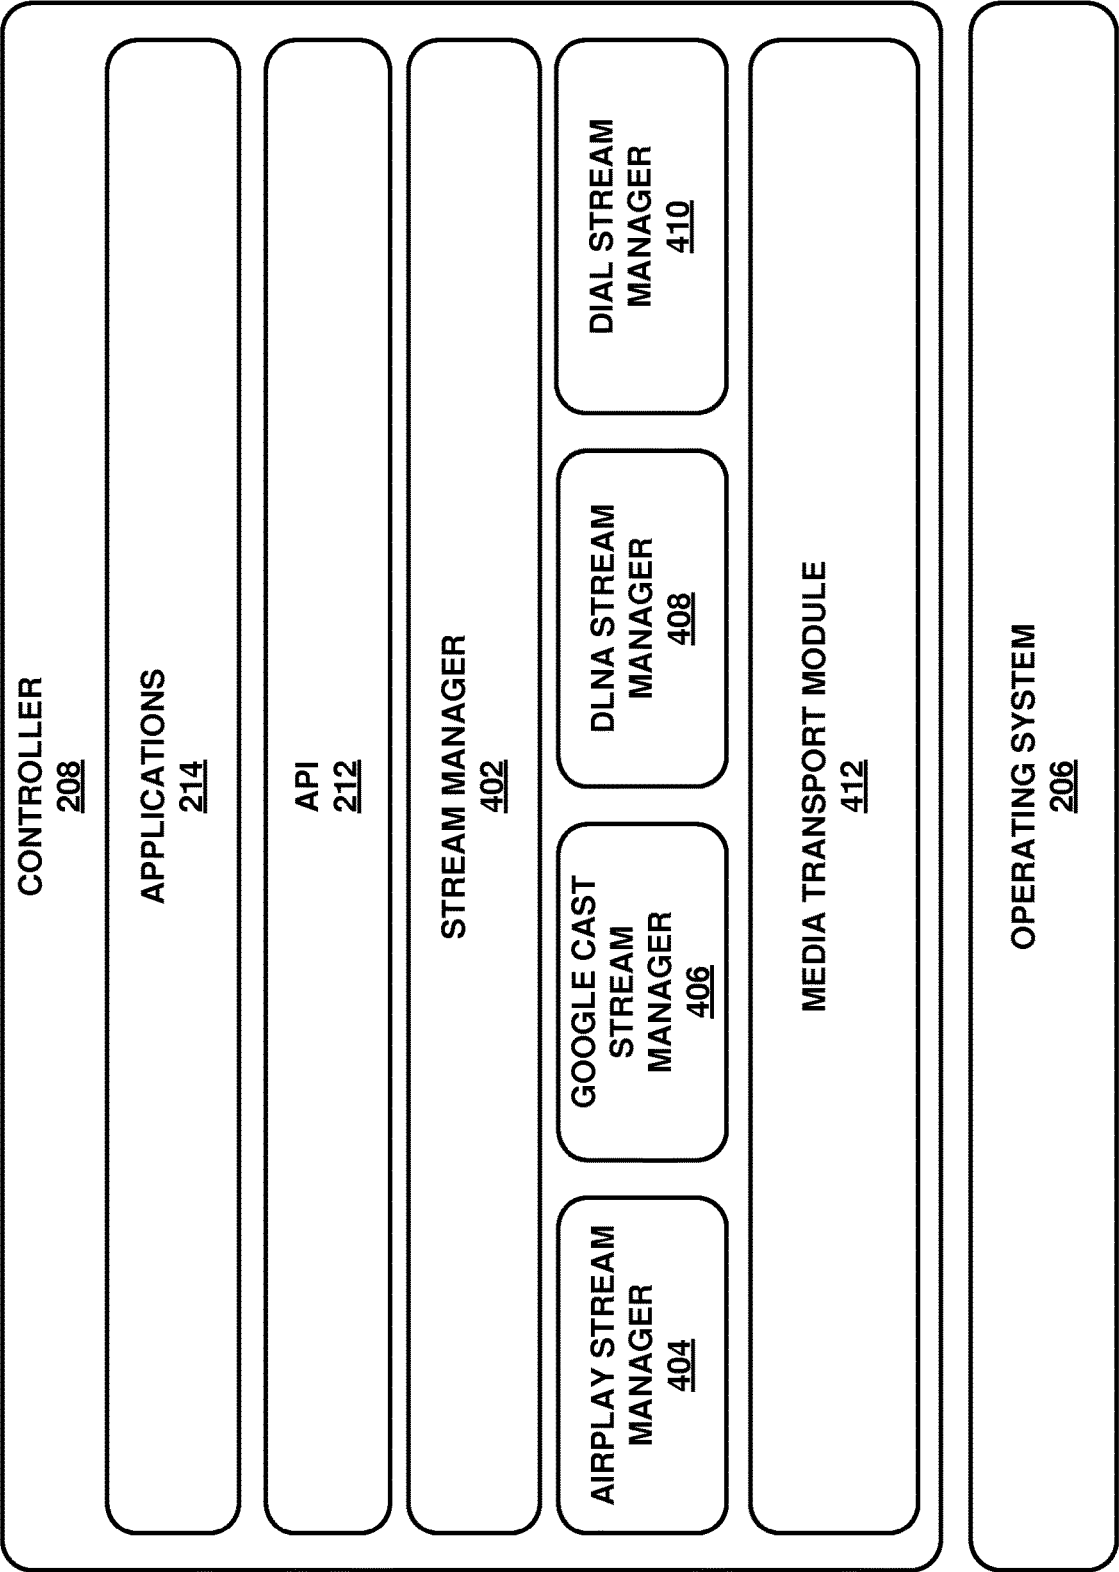 CONTROLLER
208
APPLICATIONS
214
API
212
STREAM MANAGER
402
AIRPLAY STREAM
MANAGER
404
GOOGLE CAST
STREAM
MANAGER
406
DLNA STREAM
MANAGER
408
DIAL STREAM
MANAGER
410
MEDIA TRANSPORT MODULE
412
OPERATING SYSTEM
206